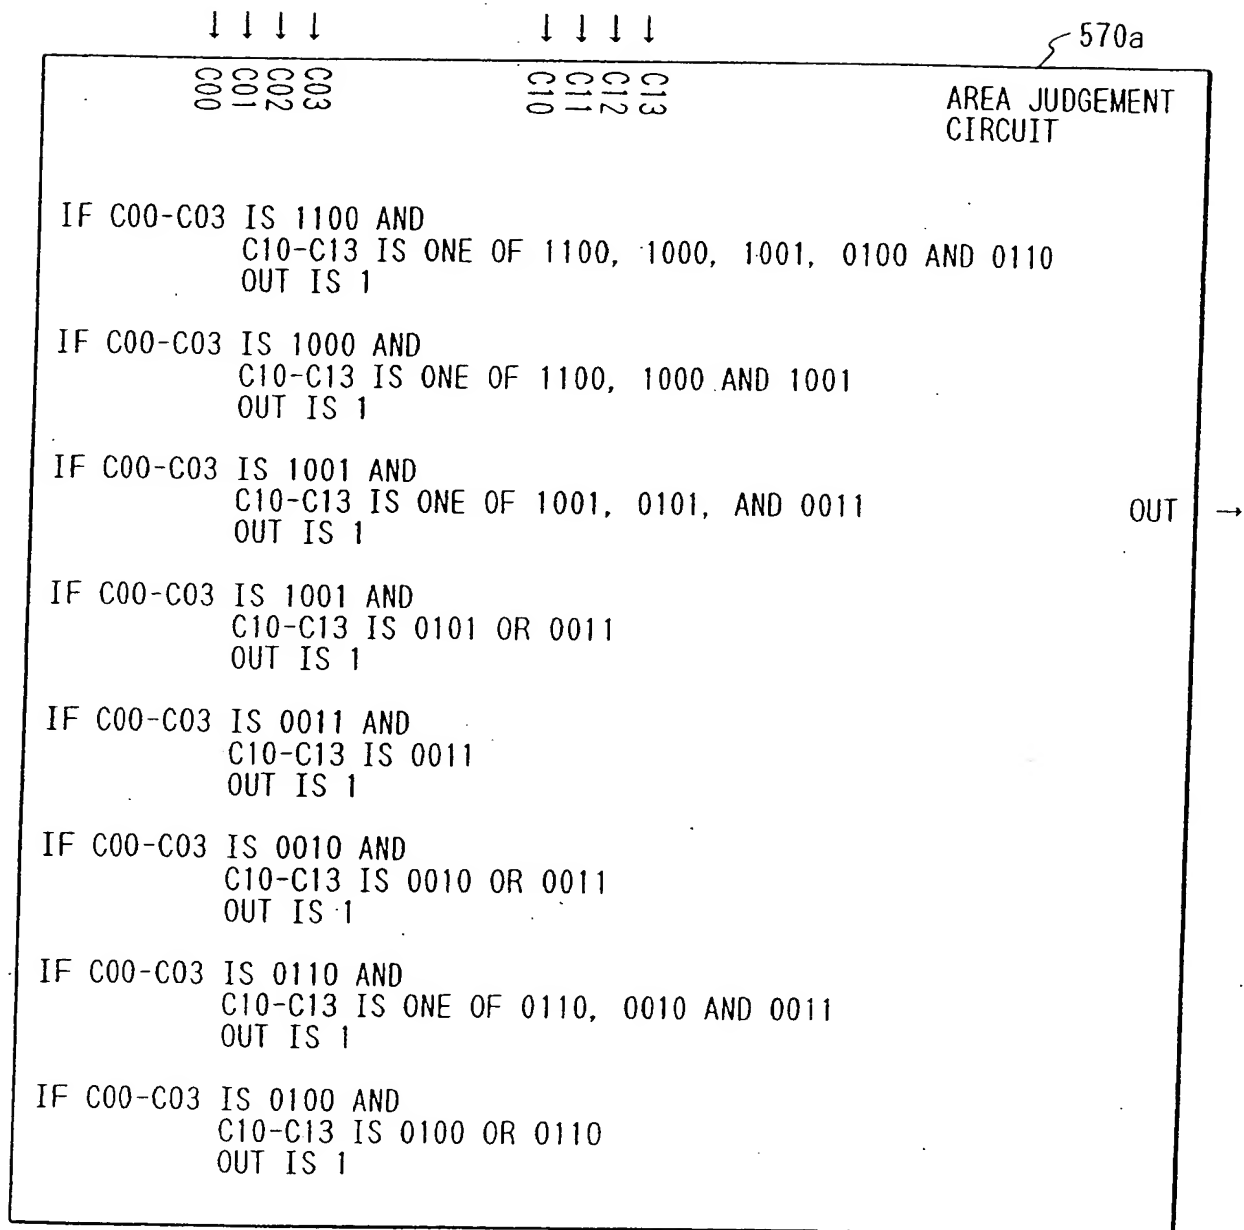 ↓ ↓ ↓ ↓ ↓ ↓ ↓ ↓
570a
C00 C01 C02 C03 C10 C11 C12 C13
AREA JUDGEMENT
CIRCUIT
IF C00-C03 IS 1100 AND
C10-C13 IS ONE OF 1100, 1000, 1001, 0100 AND 0110
OUT IS 1
IF C00-C03 IS 1000 AND
C10-C13 IS ONE OF 1100, 1000 AND 1001
OUT IS 1
IF C00-C03 IS 1001 AND
C10-C13 IS ONE OF 1001, 0101, AND 0011
OUT IS 1
OUT →
IF C00-C03 IS 1001 AND
C10-C13 IS 0101 OR 0011
OUT IS 1
IF C00-C03 IS 0011 AND
C10-C13 IS 0011
OUT IS 1
IF C00-C03 IS 0010 AND
C10-C13 IS 0010 OR 0011
OUT IS 1
IF C00-C03 IS 0110 AND
C10-C13 IS ONE OF 0110, 0010 AND 0011
OUT IS 1
IF C00-C03 IS 0100 AND
C10-C13 IS 0100 OR 0110
OUT IS 1